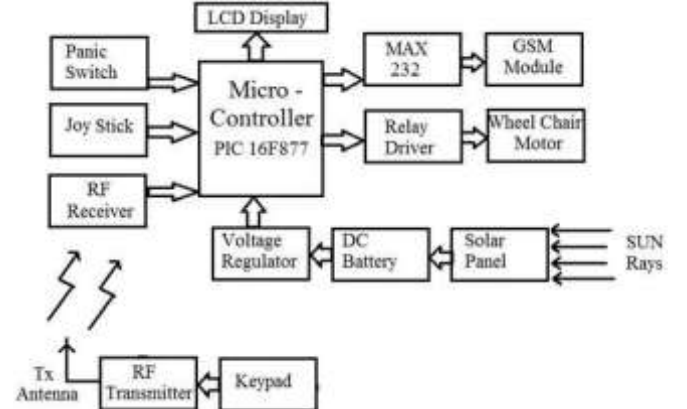 LCD Display
Panic
Switch
Micro -
Controller
PIC 16F877
MAX
232
GSM
Module
Joy Stick
Relay
Driver
Wheel Chair
Motor
RF
Receiver
Voltage
Regulator
DC
Battery
Solar
Panel
SUN
Rays
Tx
Antenna
RF
Transmitter
Keypad